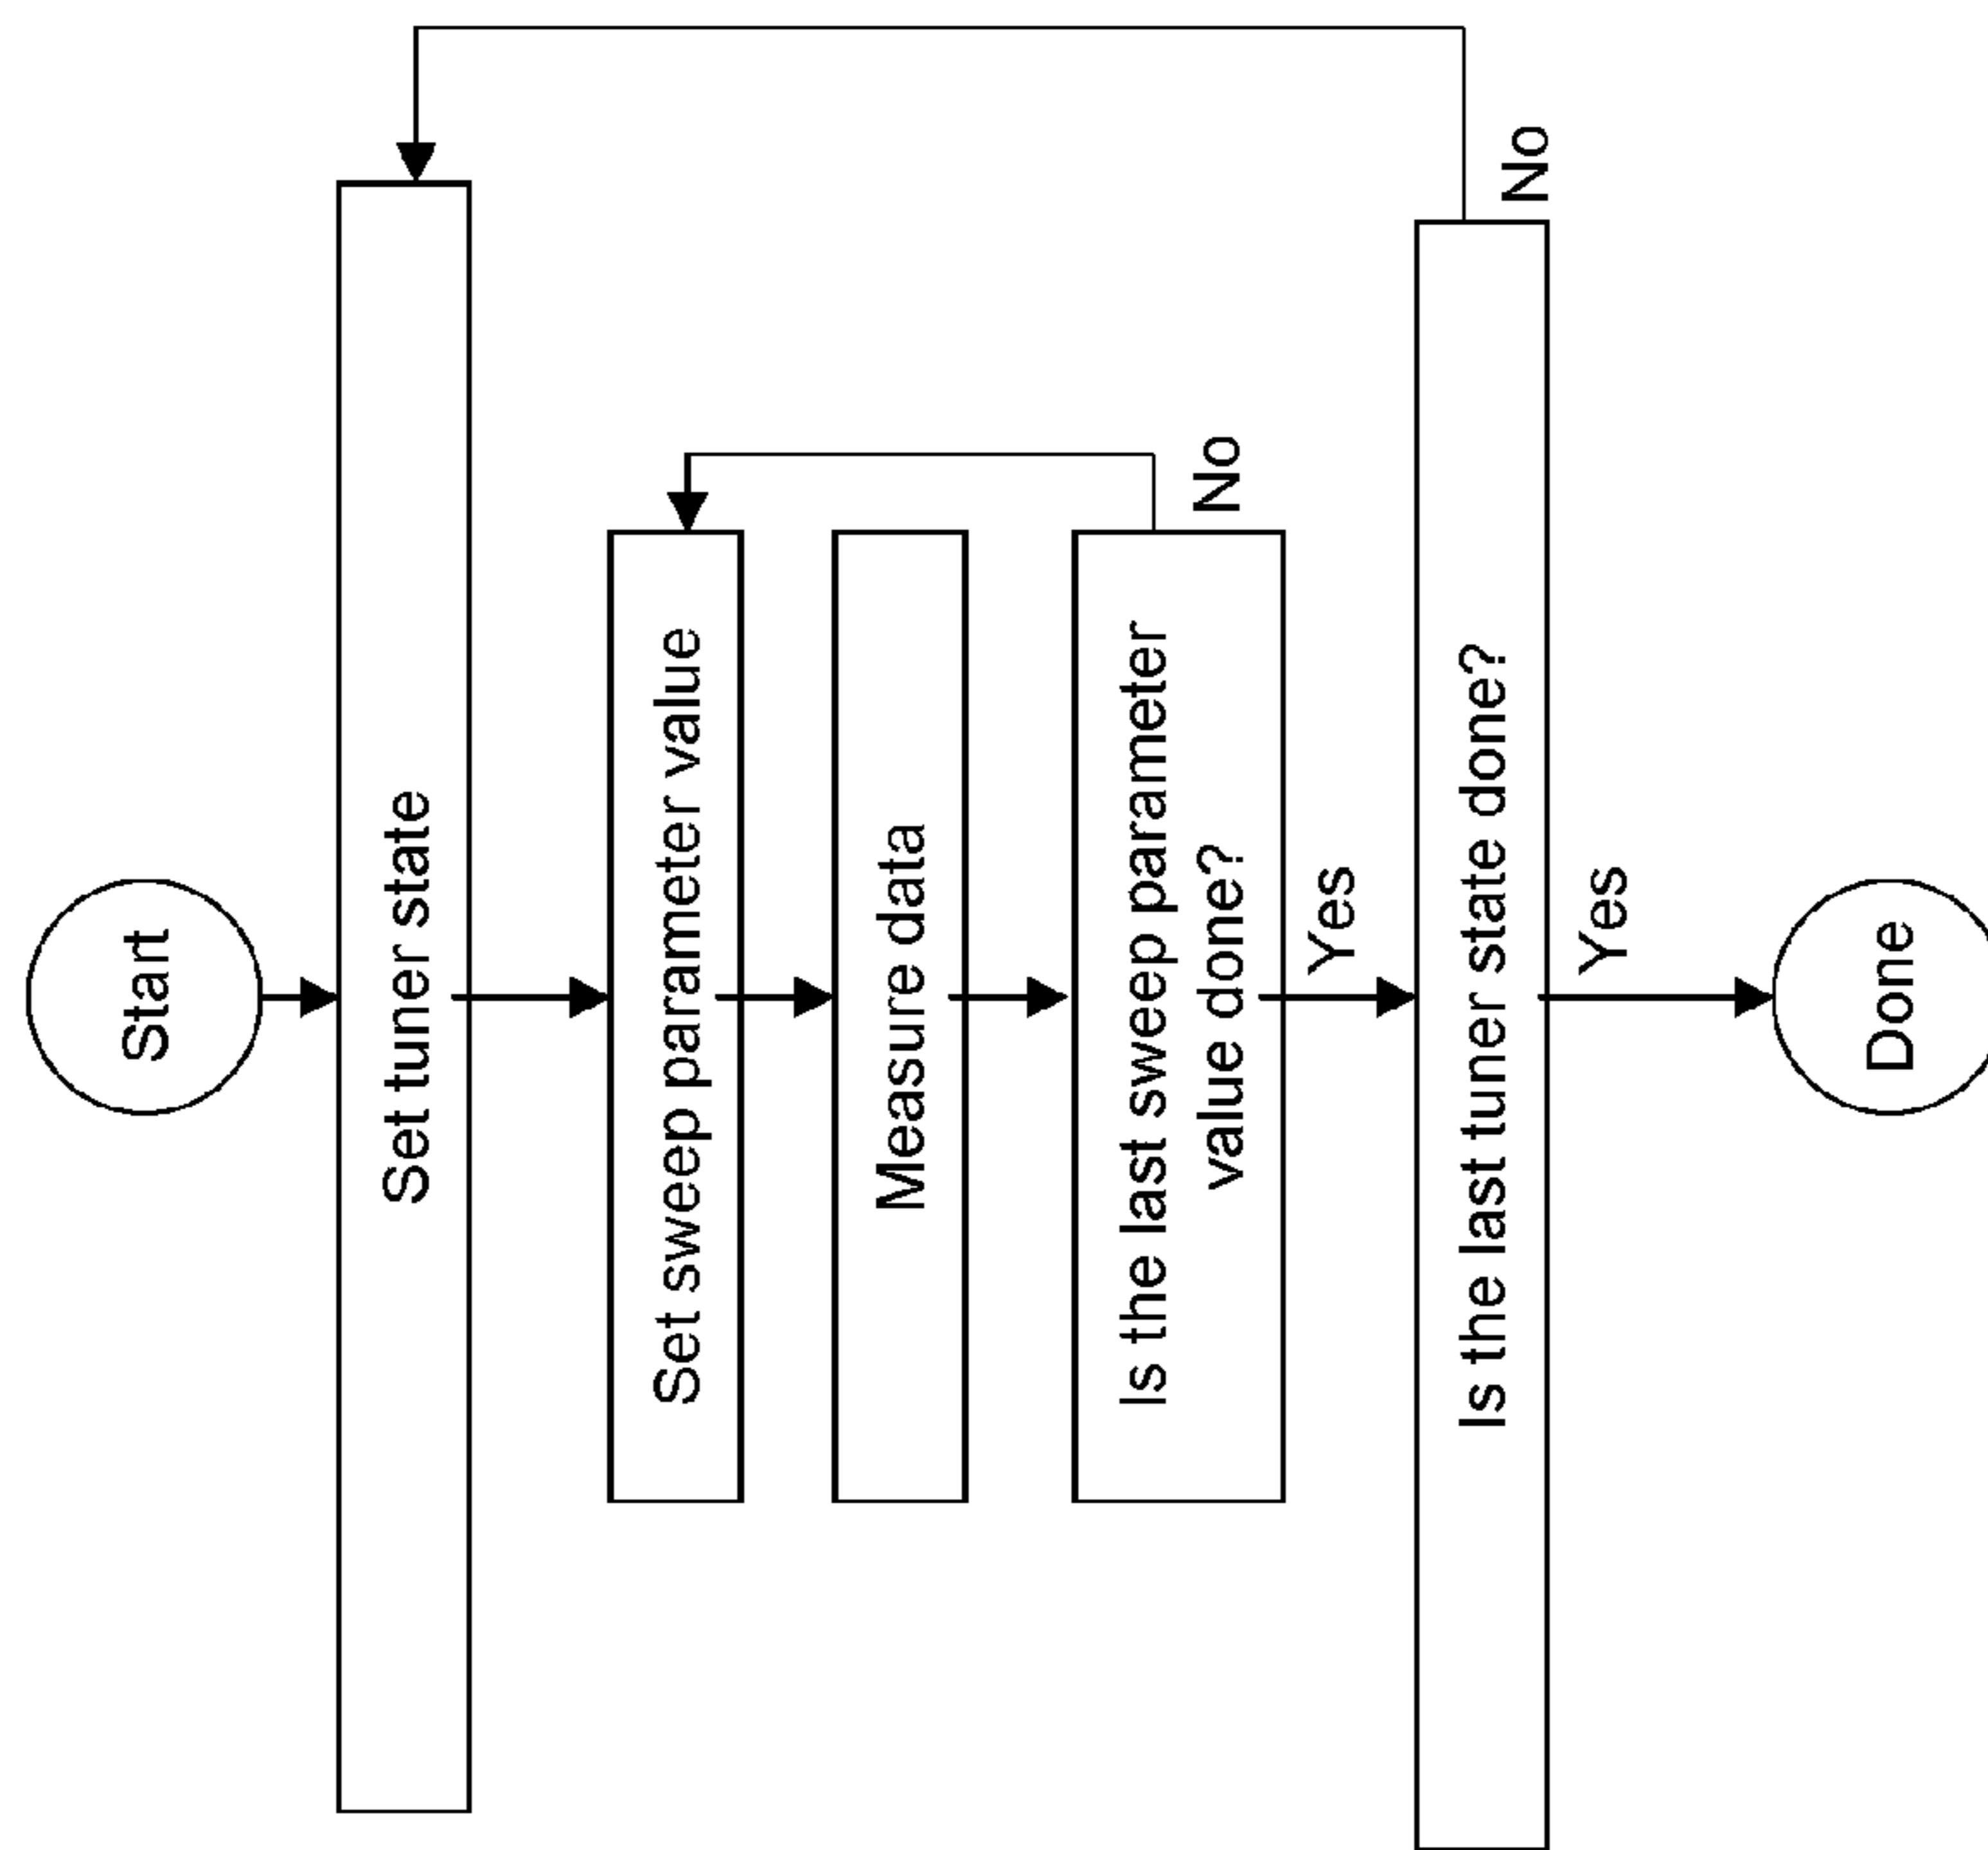 Start
Set tuner state
Set sweep parameter value
Measure data
Is the last sweep parameter
value done?
No
Yes
Is the last tuner state done?
No
Yes
Done